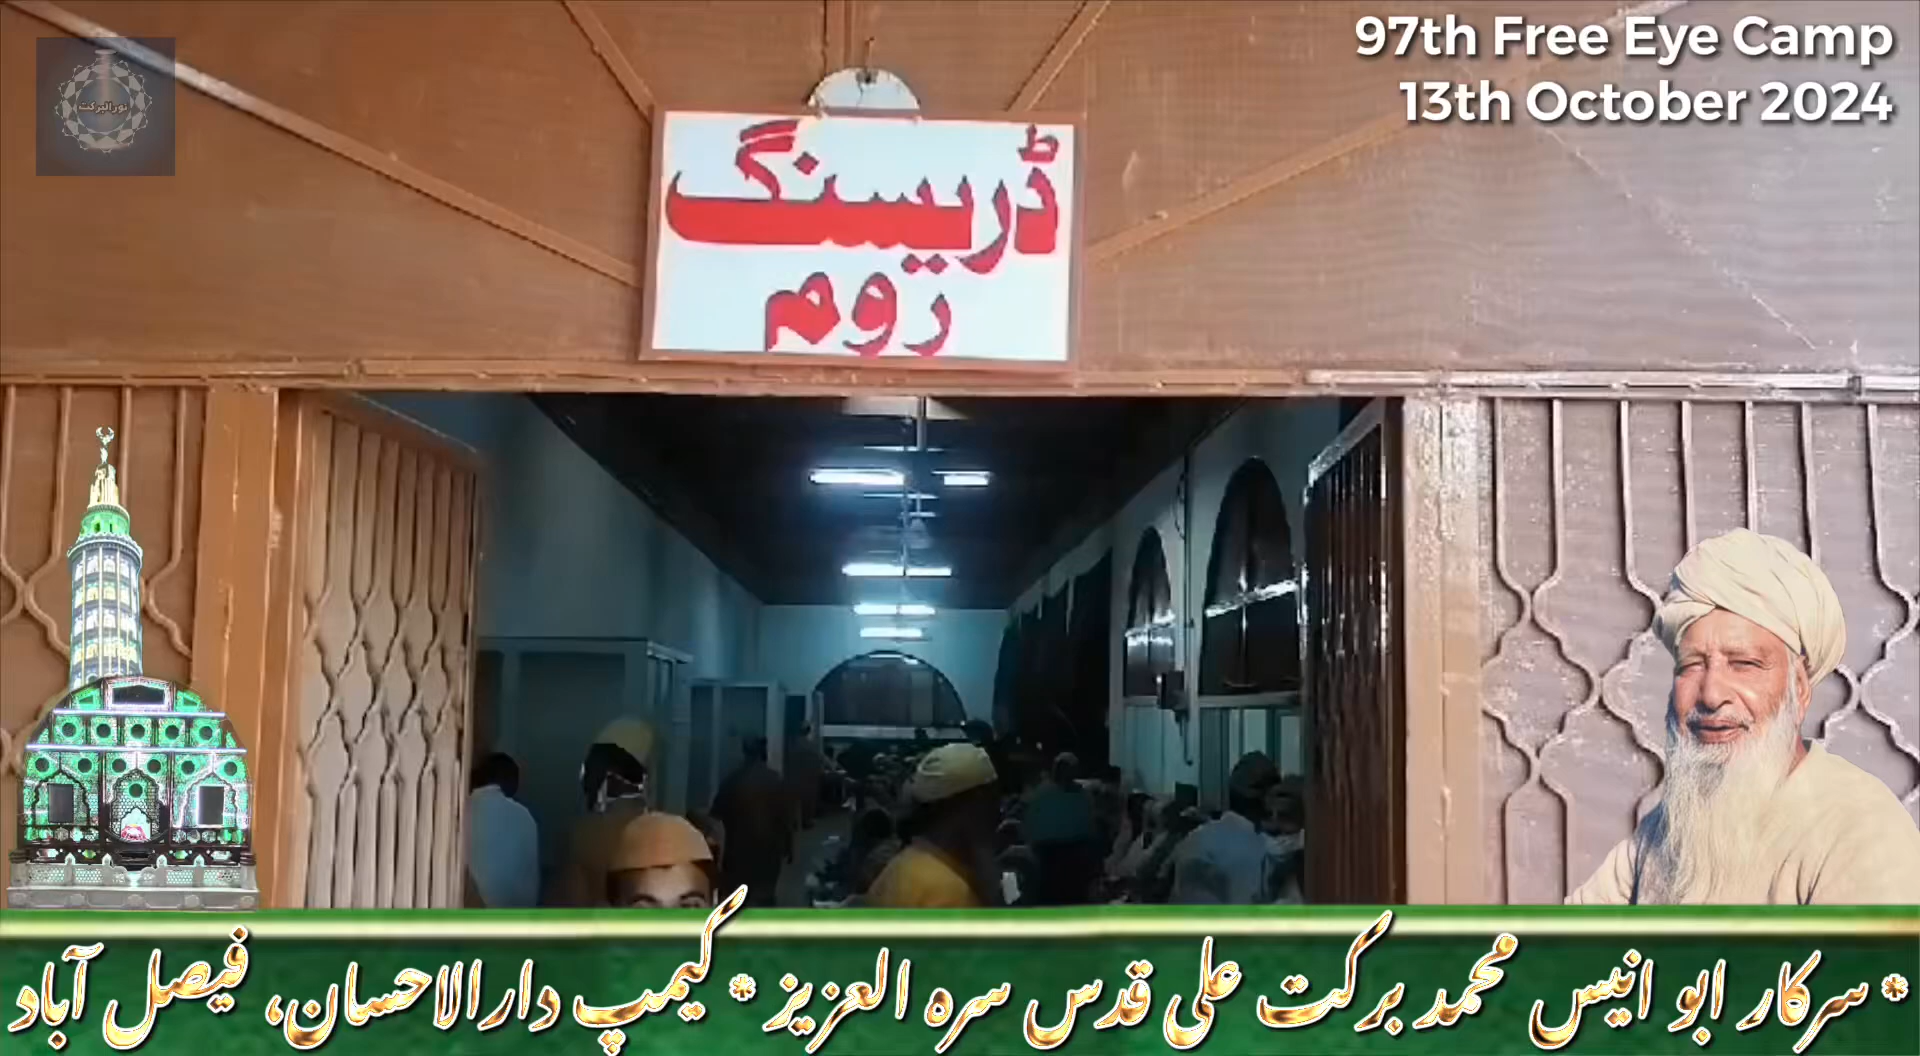 97th Free Eye Camp
13th October 2024
نورالبرکت
ڈریسنگ
روم
* سرکار ابو انیس محمد برکت علی قدس سرہ العزیز * کیمپ دارالاحسان، فیصل آباد